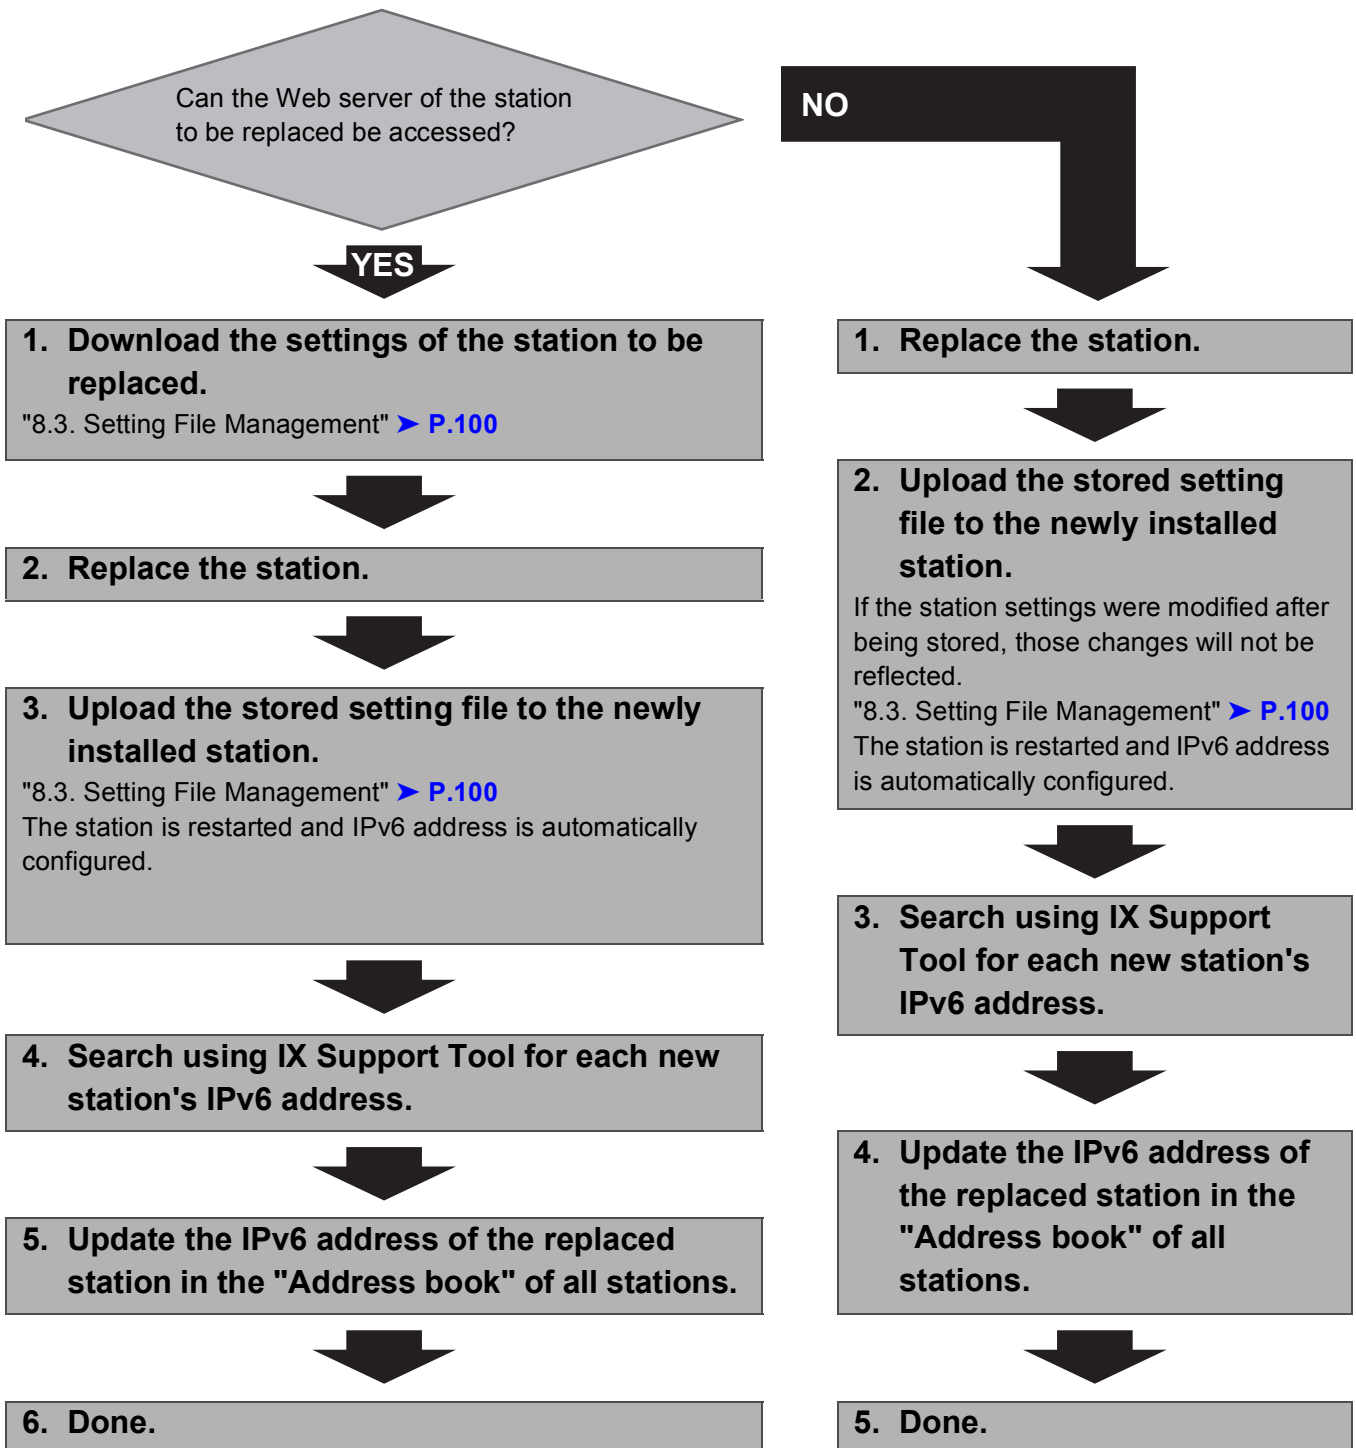 Can the Web server of the station
to be replaced be accessed?
NO
YES
1. Download the settings of the station to be
replaced.
"8.3. Setting File Management" ➤ P.100
2. Replace the station.
3. Upload the stored setting file to the newly
installed station.
"8.3. Setting File Management" ➤ P.100
The station is restarted and IPv6 address is automatically
configured.
4. Search using IX Support Tool for each new
station's IPv6 address.
5. Update the IPv6 address of the replaced
station in the "Address book" of all stations.
6. Done.
1. Replace the station.
2. Upload the stored setting
file to the newly installed
station.
If the station settings were modified after
being stored, those changes will not be
reflected.
"8.3. Setting File Management" ➤ P.100
The station is restarted and IPv6 address
is automatically configured.
3. Search using IX Support
Tool for each new station's
IPv6 address.
4. Update the IPv6 address of
the replaced station in the
"Address book" of all
stations.
5. Done.